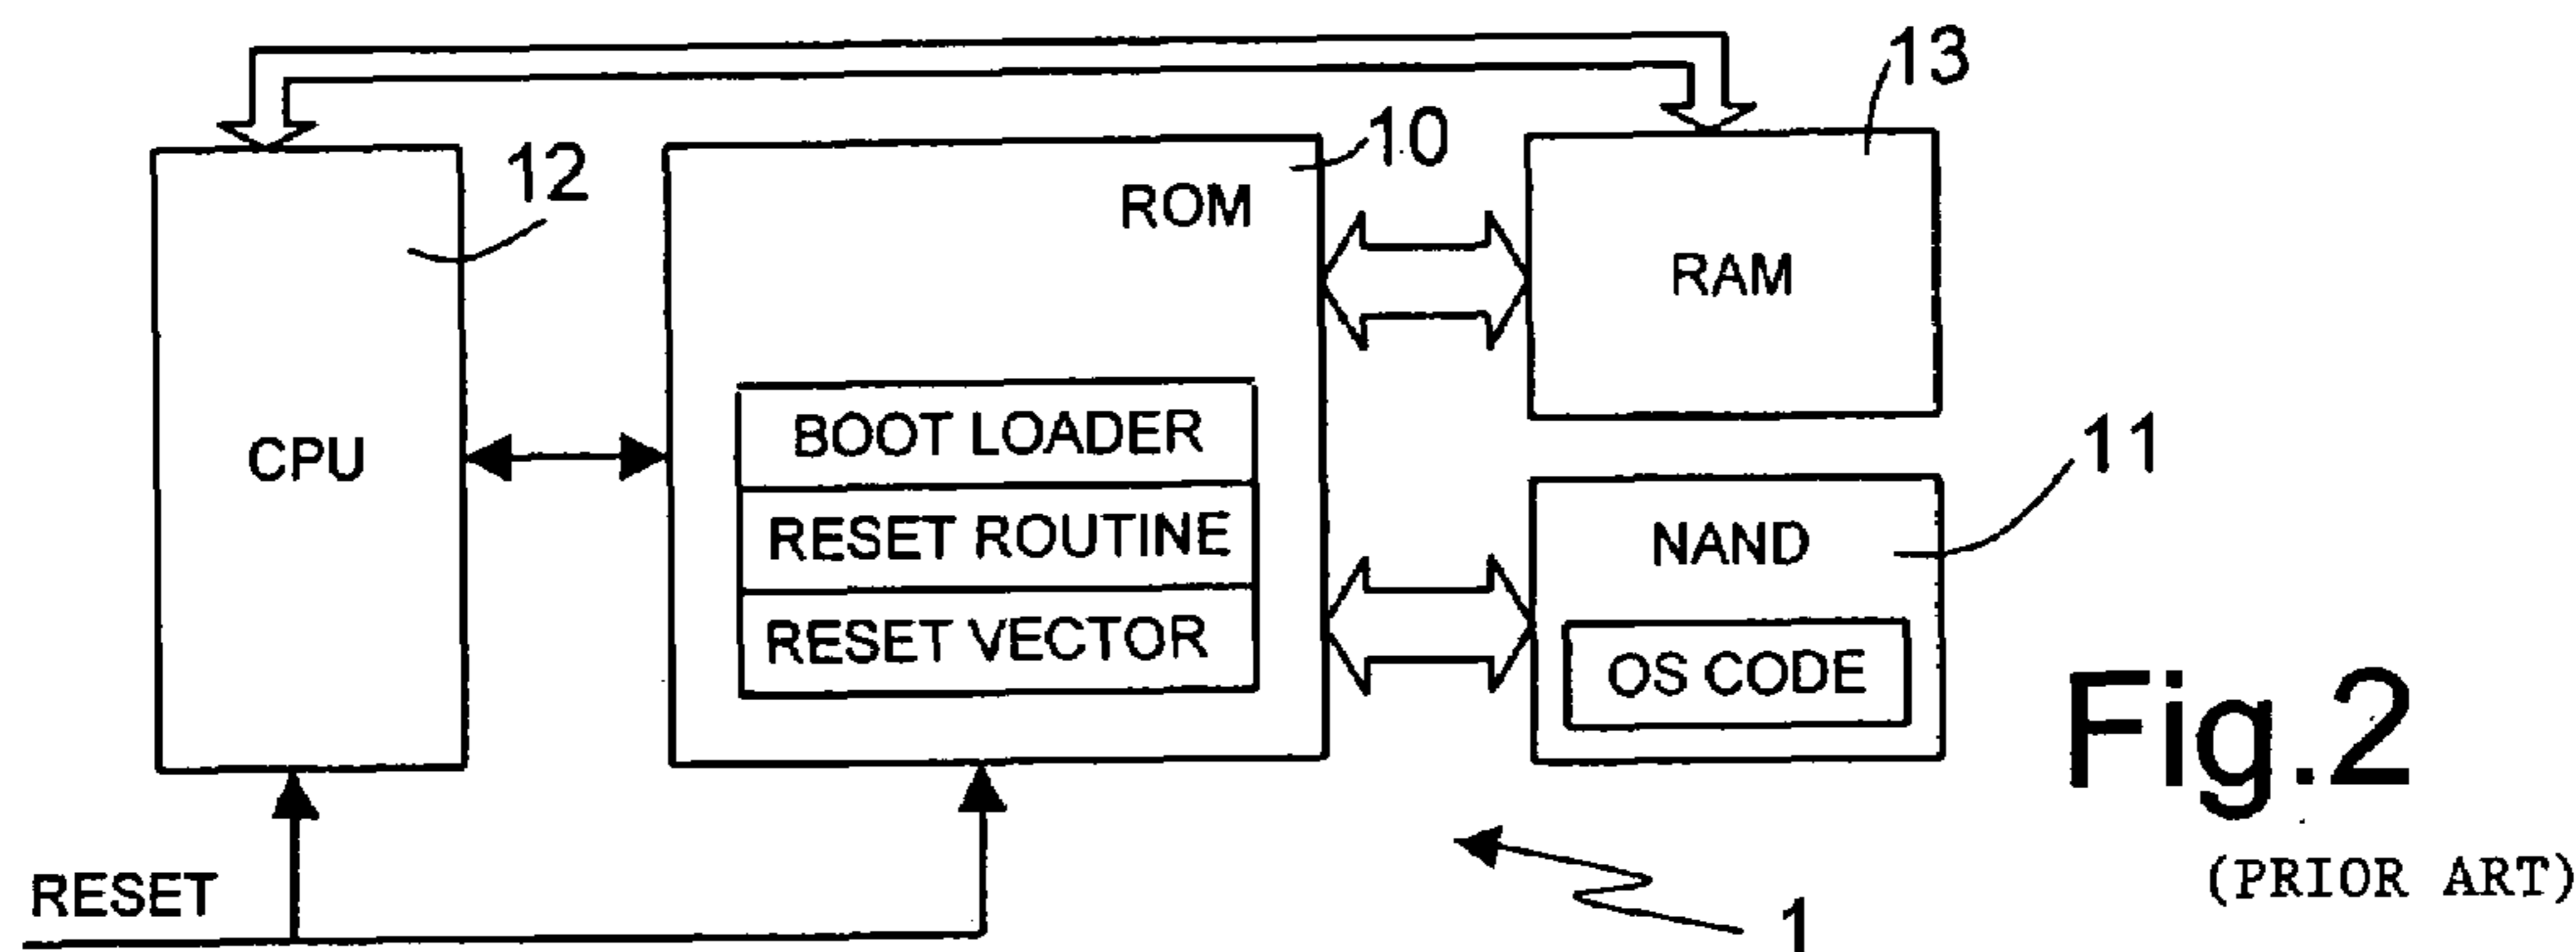 13
10
12
ROM
RAM
BOOT LOADER
11
CPU
RESET ROUTINE
NAND
RESET VECTOR
OS CODE
Fig.2
(PRIOR ART)
RESET
1